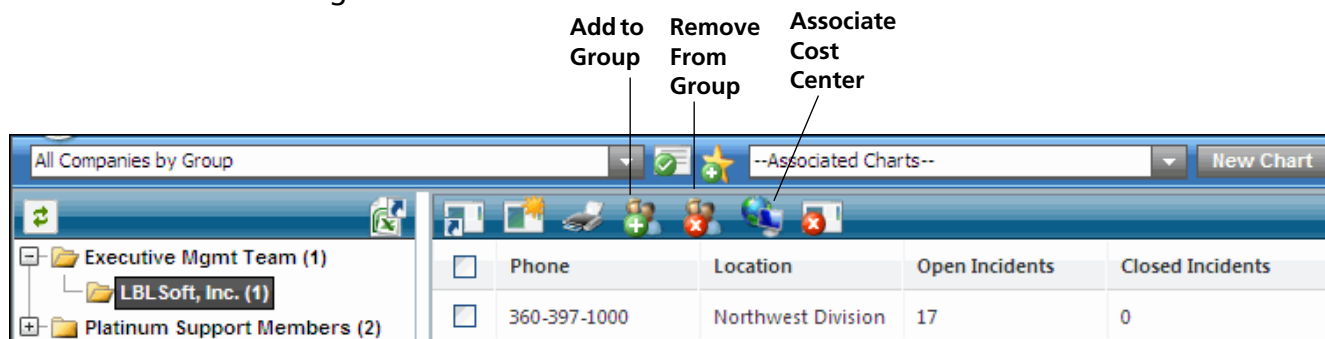 g
Add to Group
Remove From Group
Associate Cost Center
All Companies by Group
--Associated Charts--
New Chart
Executive Mgmt Team (1)
LBLSoft, Inc. (1)
Platinum Support Members (2)
Phone Location Open Incidents Closed Incidents
360-397-1000 Northwest Division 17 0